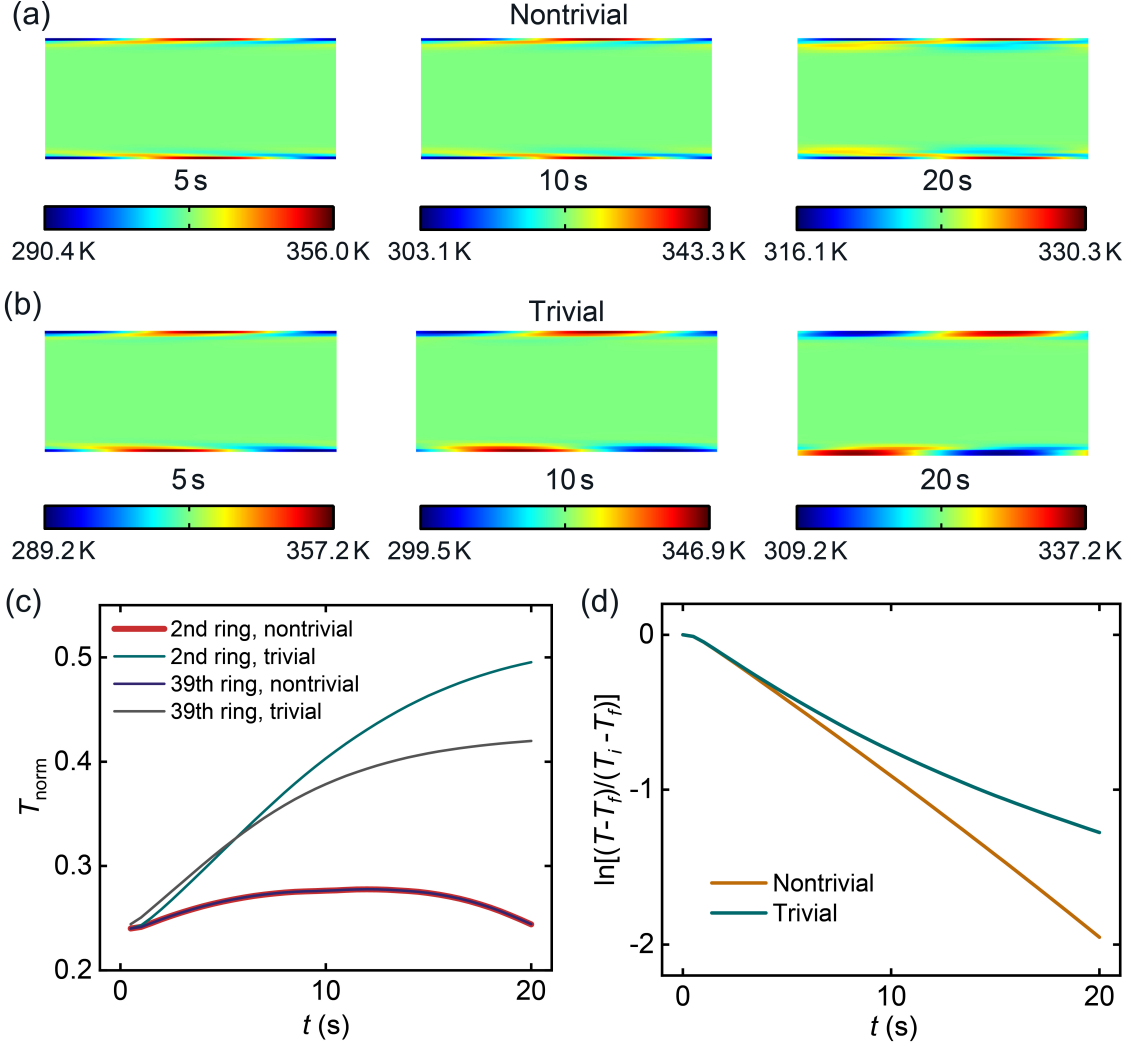 (a) Nontrivial
5 s 10 s 20 s
290.4 K 356.0 K 303.1 K 343.3 K 316.1 K 330.3 K
(b) Trivial
5 s 10 s 20 s
289.2 K 357.2 K 299.5 K 346.9 K 309.2 K 337.2 K
(c)
2nd ring, nontrivial
2nd ring, trivial
39th ring, nontrivial
39th ring, trivial
0.5
0.4
0.3
0.2
T_norm
0 10 20
t (s)
(d)
0
-1
-2
ln[(T-T_f)/(T_i-T_f)]
Nontrivial
Trivial
0 10 20
t (s)